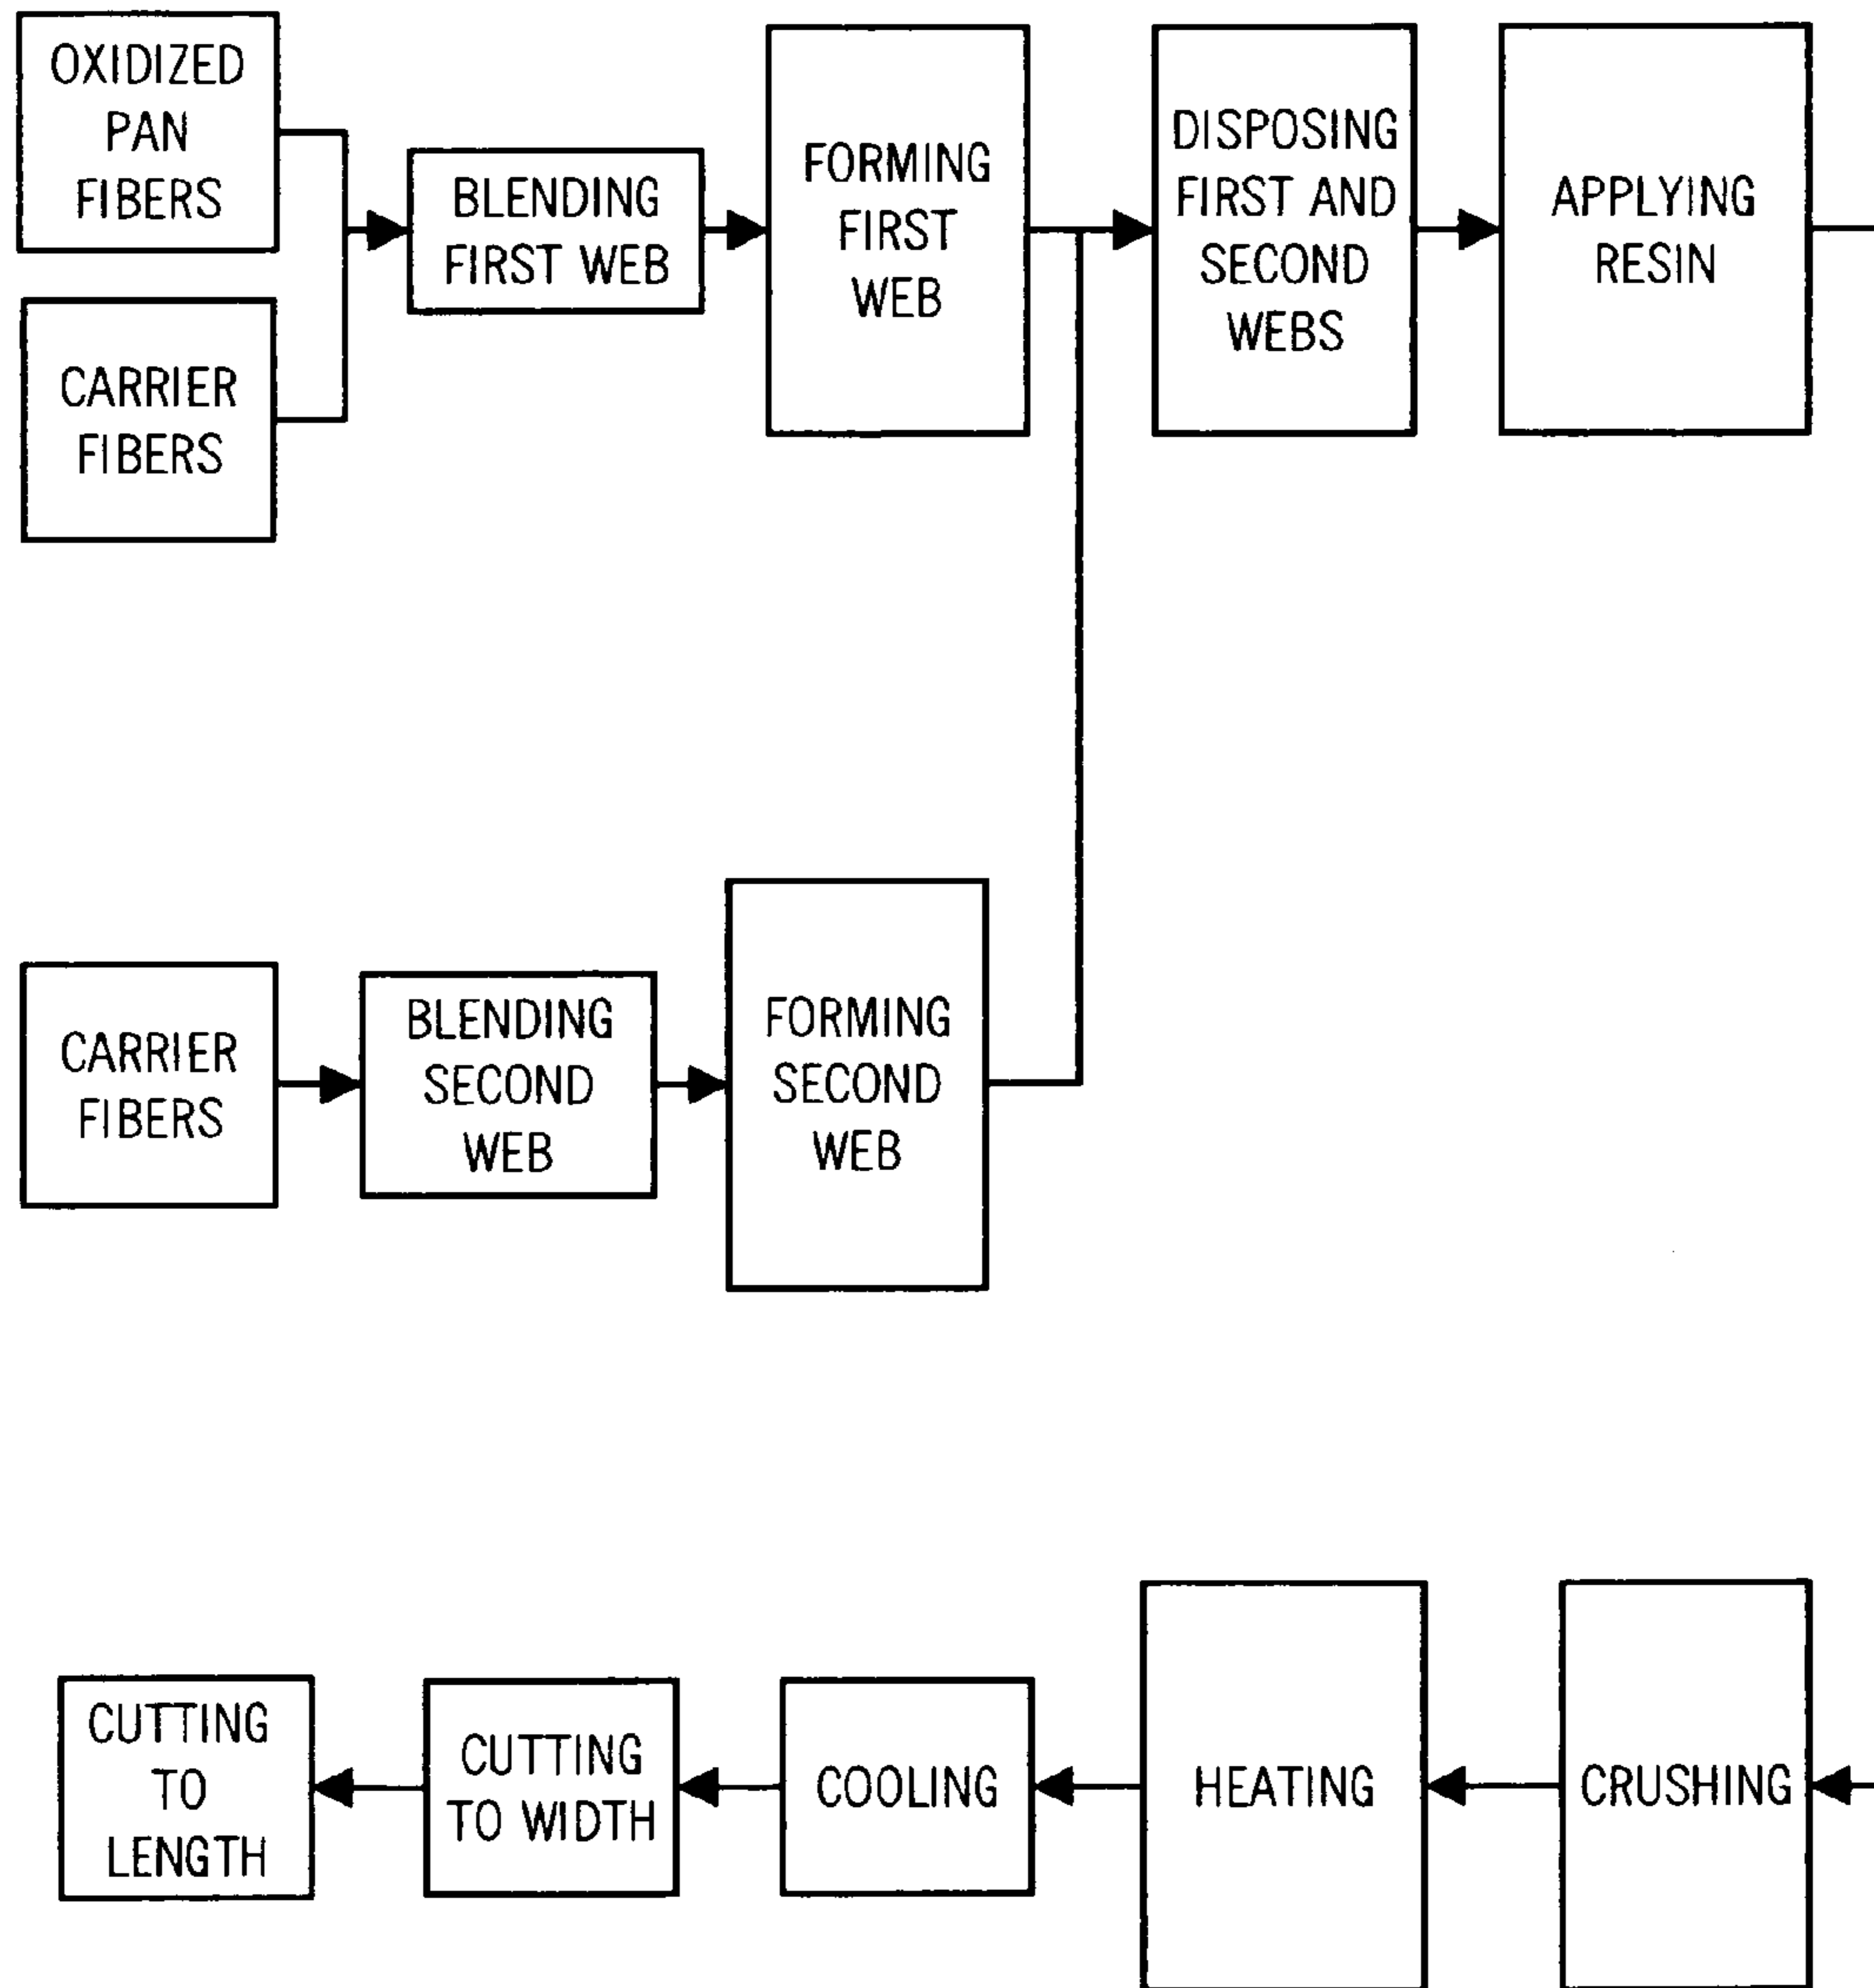 OXIDIZED
PAN
FIBERS
CARRIER
FIBERS
BLENDING
FIRST WEB
FORMING
FIRST
WEB
DISPOSING
FIRST AND
SECOND
WEBS
APPLYING
RESIN
CARRIER
FIBERS
BLENDING
SECOND
WEB
FORMING
SECOND
WEB
CUTTING
TO
LENGTH
CUTTING
TO WIDTH
COOLING
HEATING
CRUSHING